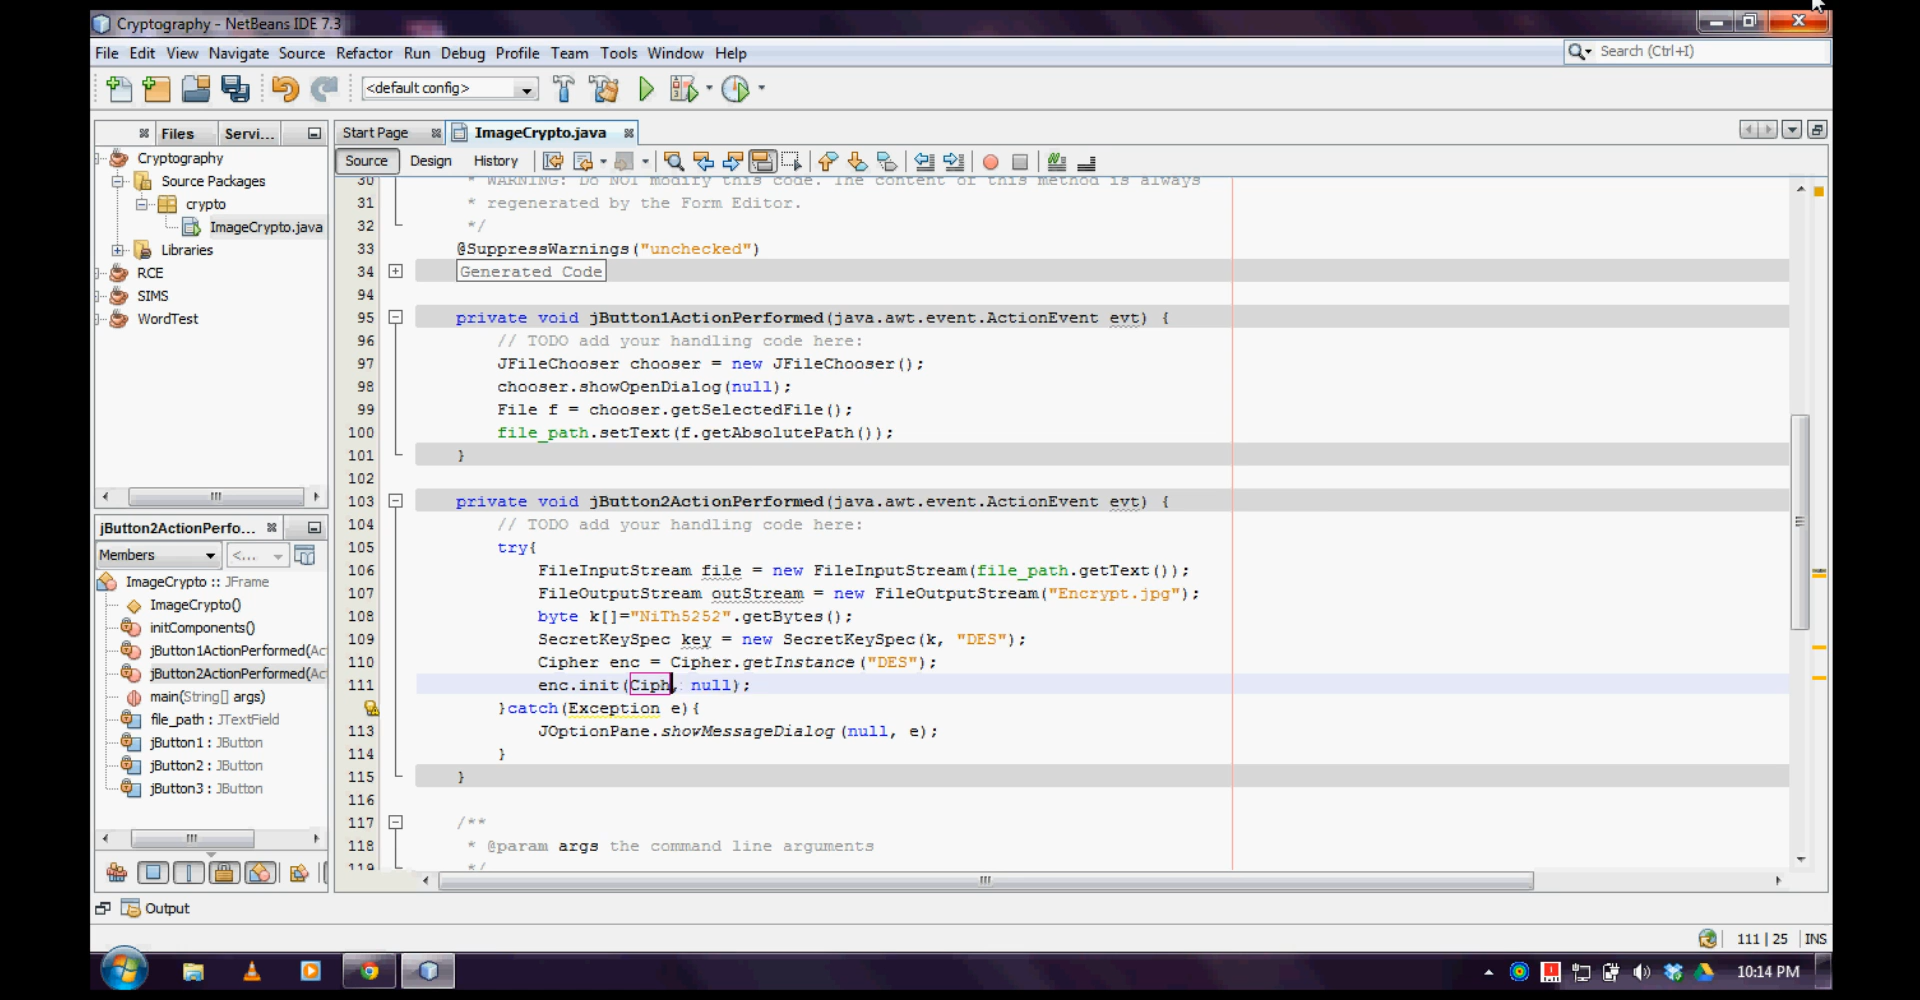 Cryptography - NetBeans IDE 7.3
File Edit View Navigate Source Refactor Run Debug Profile Team Tools Window Help
Search (Ctrl+I)
<default config>
Files Servi...
Start Page ImageCrypto.java
Source Design History
Cryptography
Source Packages
crypto
ImageCrypto.java
Libraries
RCE
SIMS
WordTest
30 * WARNING: Do NOT modify this code. The content of this method is always
31 * regenerated by the Form Editor.
32 */
33 @SuppressWarnings("unchecked")
34 Generated Code
94
95 private void jButton1ActionPerformed(java.awt.event.ActionEvent evt) {
96 // TODO add your handling code here:
97 JFileChooser chooser = new JFileChooser();
98 chooser.showOpenDialog(null);
99 File f = chooser.getSelectedFile();
100 file_path.setText(f.getAbsolutePath());
101 }
102
103 private void jButton2ActionPerformed(java.awt.event.ActionEvent evt) {
104 // TODO add your handling code here:
105 try{
106 FileInputStream file = new FileInputStream(file_path.getText());
107 FileOutputStream outStream = new FileOutputStream("Encrypt.jpg");
108 byte k[]="NiTh5252".getBytes();
109 SecretKeySpec key = new SecretKeySpec(k, "DES");
110 Cipher enc = Cipher.getInstance("DES");
111 enc.init(Ciph, null);
}catch(Exception e){
113 JOptionPane.showMessageDialog(null, e);
114 }
115 }
116
117 /**
118 * @param args the command line arguments
119 */
jButton2ActionPerfo...
Members <...
ImageCrypto :: JFrame
ImageCrypto()
initComponents()
jButton1ActionPerformed(Ac
jButton2ActionPerformed(Ac
main(String[] args)
file_path : JTextField
jButton1 : JButton
jButton2 : JButton
jButton3 : JButton
Output
111 | 25 INS
10:14 PM